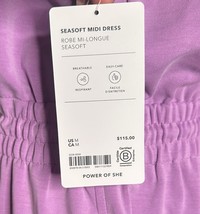 SEASOFT MIDI DRESS
ROBE MI-LONGUE
SEASOFT
BREATHABLE
EASY CARE
RESPIRANT
FACILE
D'ENTRETIEN
US M
CA M
$115.00
Certified
B
Corporation
POWER OF SHE